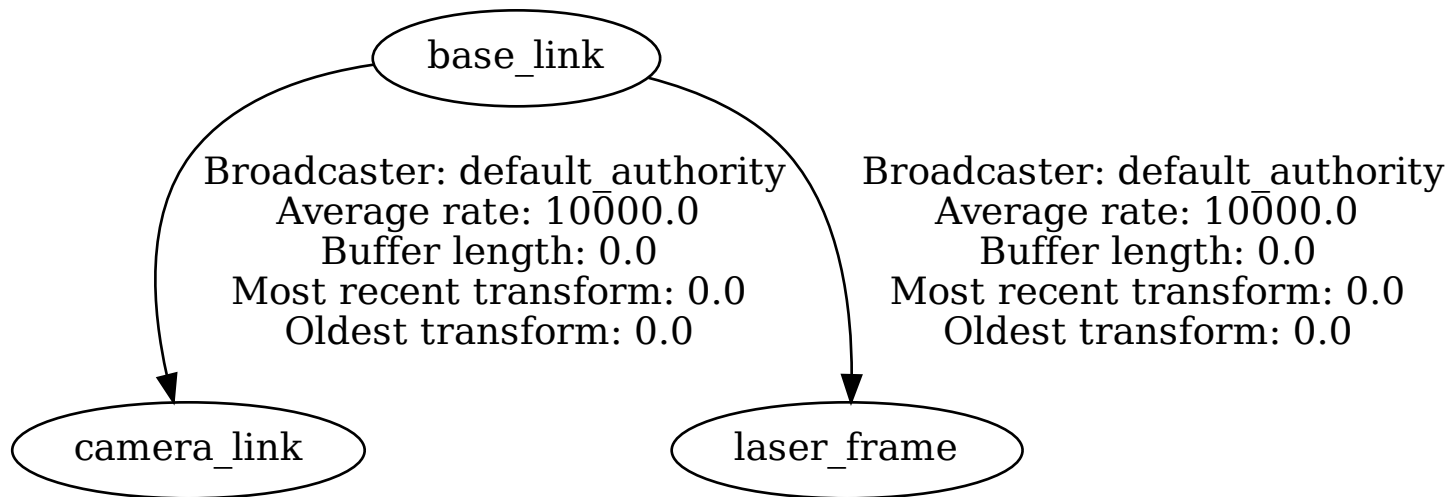 base_link
Broadcaster: default_authority
Average rate: 10000.0
Buffer length: 0.0
Most recent transform: 0.0
Oldest transform: 0.0
Broadcaster: default_authority
Average rate: 10000.0
Buffer length: 0.0
Most recent transform: 0.0
Oldest transform: 0.0
camera_link
laser_frame